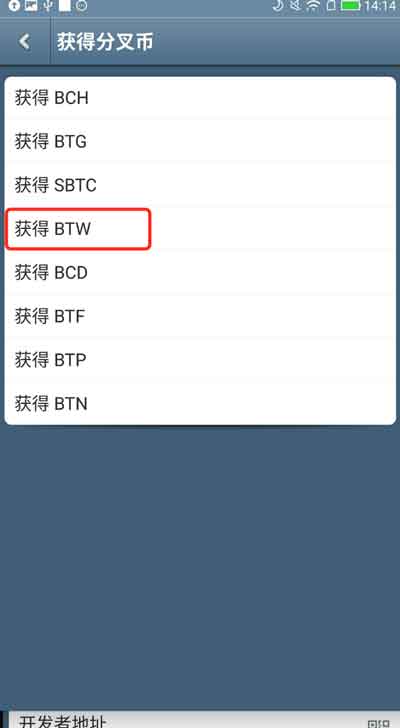 14:14
获得分叉币
获得 BCH
获得 BTG
获得 SBTC
获得 BTW
获得 BCD
获得 BTF
获得 BTP
获得 BTN
开发者地址